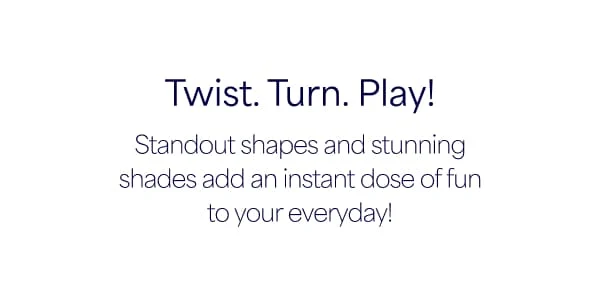 Twist. Turn. Play!
Standout shapes and stunning
shades add an instant dose of fun
to your everyday!